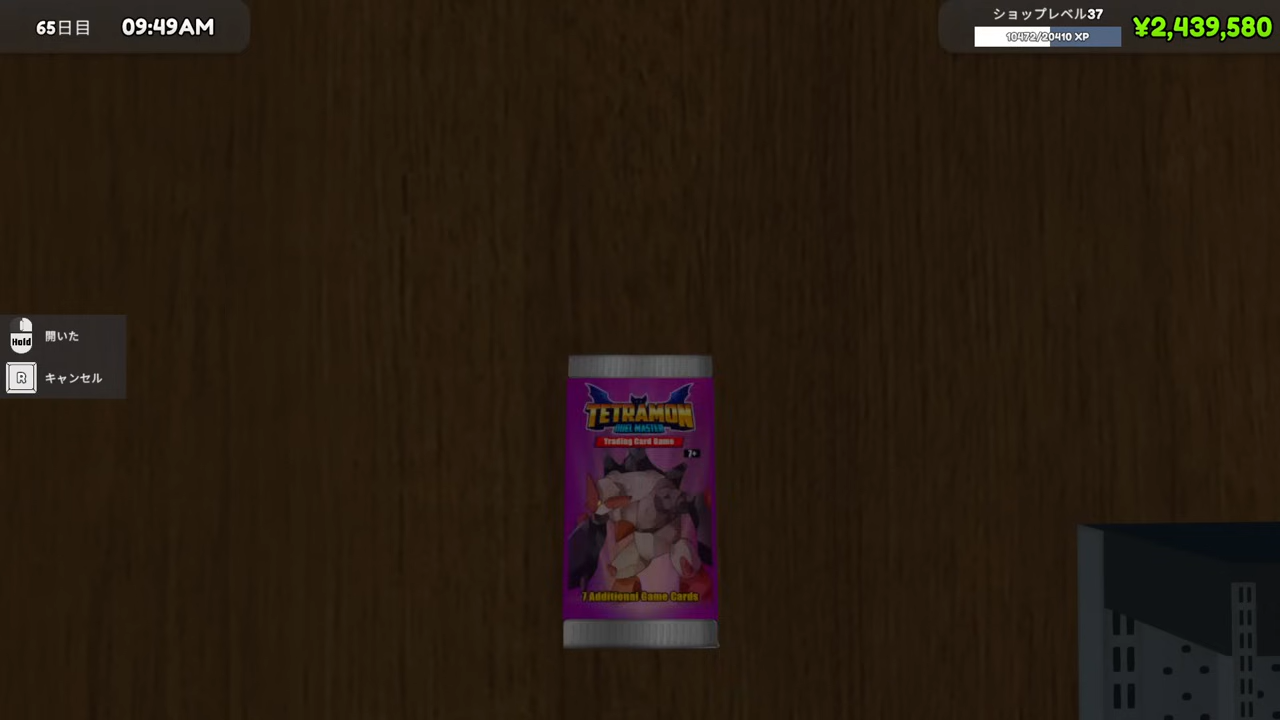 65日目
09:49AM
ショップレベル37
10472/20410 XP
¥2,439,580
Hold 開いた
R キャンセル
TETRAMON
DUEL MASTER
Trading Card Game
7+
7 Additional Game Cards